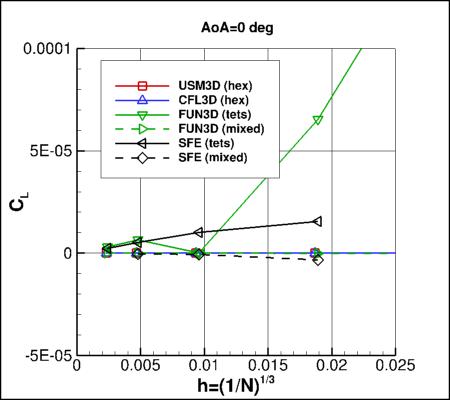 AoA=0 deg
0.0001
USM3D (hex)
CFL3D (hex)
FUN3D (tets)
FUN3D (mixed)
SFE (tets)
SFE (mixed)
5E-05
C_L
0
-5E-05
0 0.005 0.01 0.015 0.02 0.025
h=(1/N)^1/3